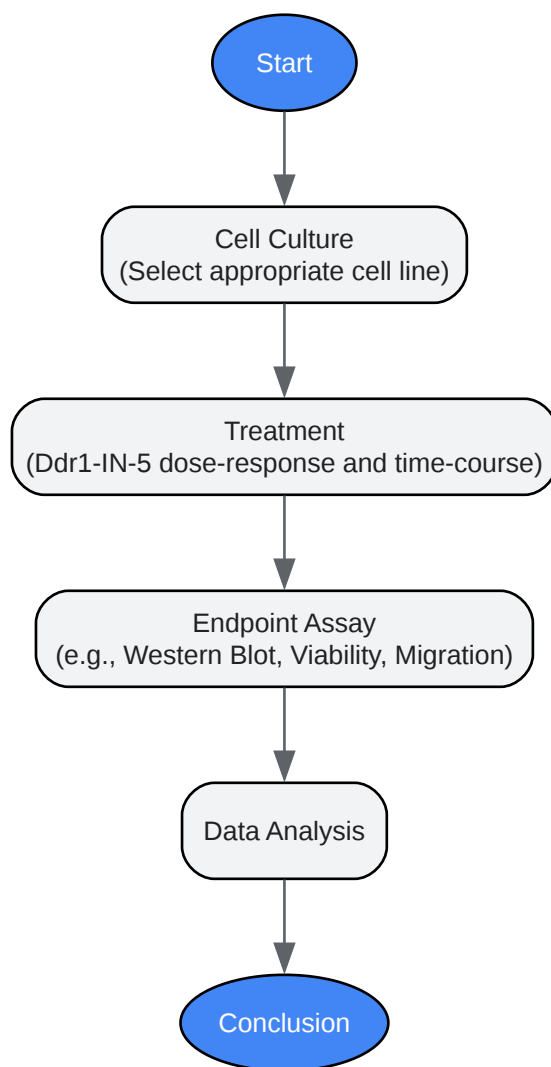 Start
Cell Culture
(Select appropriate cell line)
Treatment
(Ddr1-IN-5 dose-response and time-course)
Endpoint Assay
(e.g., Western Blot, Viability, Migration)
Data Analysis
Conclusion